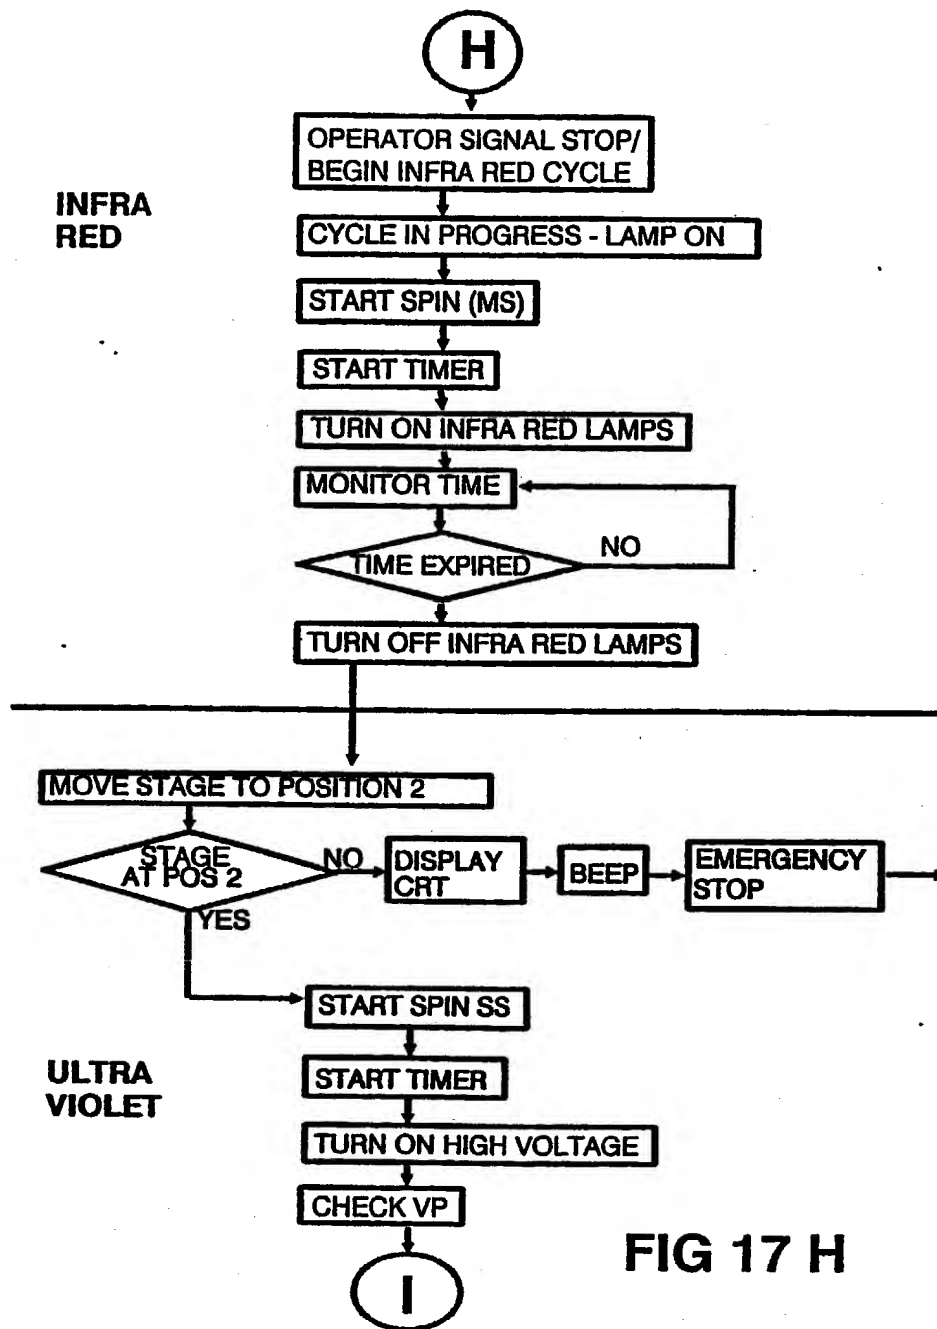 H
OPERATOR SIGNAL STOP/
BEGIN INFRA RED CYCLE
INFRA
RED
CYCLE IN PROGRESS - LAMP ON
START SPIN (MS)
START TIMER
TURN ON INFRA RED LAMPS
MONITOR TIME
TIME EXPIRED
NO
TURN OFF INFRA RED LAMPS
MOVE STAGE TO POSITION 2
STAGE
AT POS 2
NO
DISPLAY
CRT
BEEP
EMERGENCY
STOP
YES
START SPIN SS
ULTRA
VIOLET
START TIMER
TURN ON HIGH VOLTAGE
CHECK VP
I
FIG 17 H